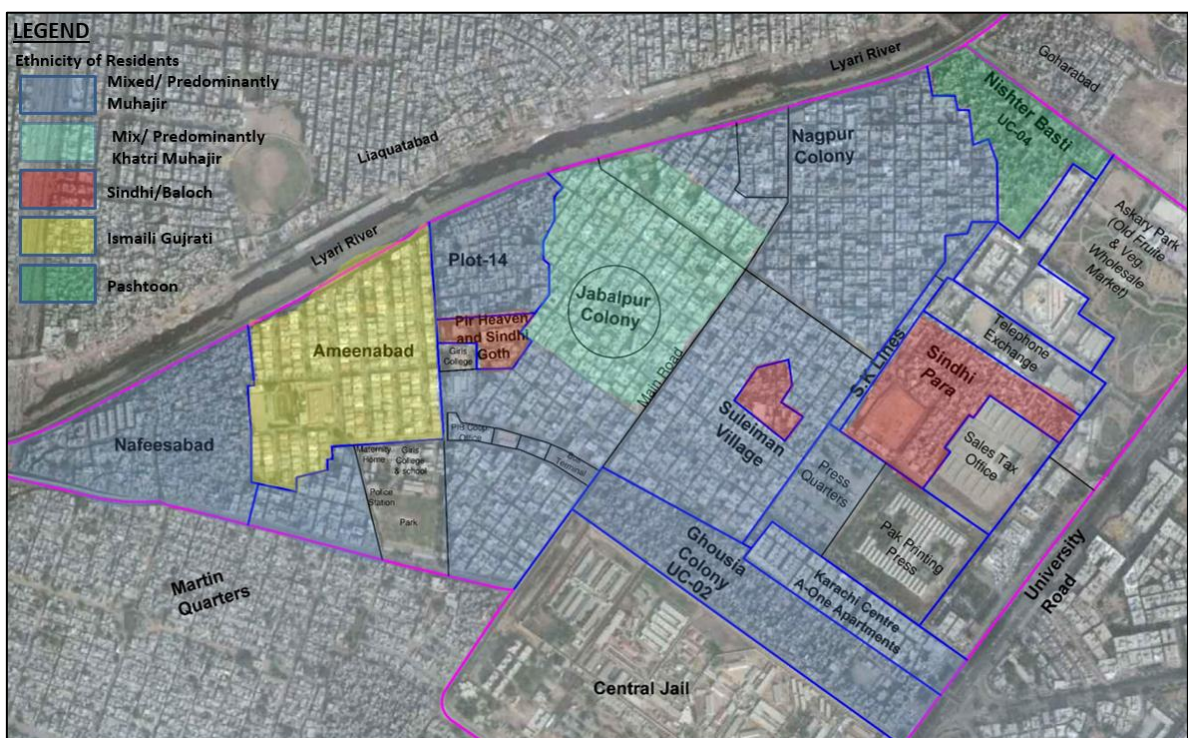 LEGEND
Ethnicity of Residents
Mixed/ Predominantly
Muhajir
Mix/ Predominantly
Khatri Muhajir
Sindhi/Baloch
Ismaili Gujrati
Pashtoon
Liaquatabad
Lyari River
Lyari River
Goharabad
Nishter Basti
UC-04
Nagpur
Colony
Askary Park
(Old Fruite
& Veg.
Wholesale
Market)
Plot-14
Jabalpur
Colony
Pir Heaven
and Sindhi
Goth
Girls
College
Ameenabad
Telephone
Exchange
Sindhi
Para
S.K Lines
Main Road
Suleiman
Village
Sales Tax
Office
Nafeesabad
Maternity
Home
Girls
College
& school
Police
Station
Park
Office
Terminal
Press
Quarters
Pak Printing
Press
Ghousia
Colony
UC-02
Karachi Centre
A-One Apartments
University
Road
Martin
Quarters
Central Jail